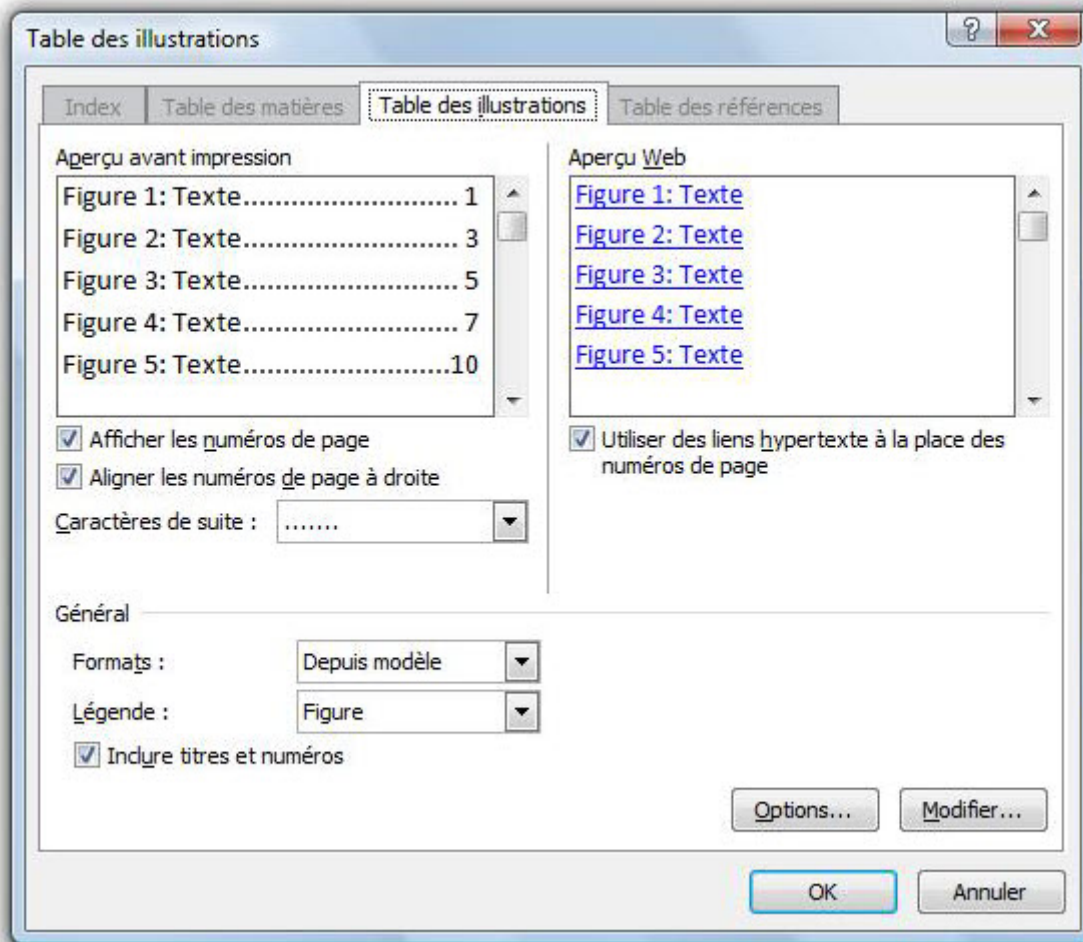 Table des illustrations
Index
Table des matières
Table des illustrations
Table des références
Aperçu avant impression
Figure 1: Texte............................ 1
Figure 2: Texte............................ 3
Figure 3: Texte............................ 5
Figure 4: Texte............................ 7
Figure 5: Texte...........................10
Afficher les numéros de page
Aligner les numéros de page à droite
Caractères de suite : .......
Aperçu Web
Figure 1: Texte
Figure 2: Texte
Figure 3: Texte
Figure 4: Texte
Figure 5: Texte
Utiliser des liens hypertexte à la place des
numéros de page
Général
Formats : Depuis modèle
Légende : Figure
Inclure titres et numéros
Options... Modifier...
OK Annuler